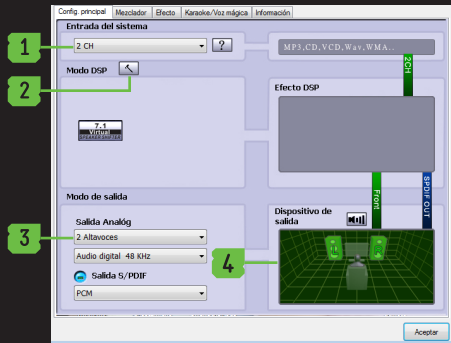 Config. principal Mezclador Efecto Karaoke/Voz mágica Información
Entrada del sistema
1
2 CH
?
MP3,CD,VCD,Wav,WMA..
2CH
2
Modo DSP
Efecto DSP
7.1
Virtual
Front
SPDIF OUT
Modo de salida
Salida Analóg
Dispositivo de
salida
3
2 Altavoces
Audio digital 48 KHz
4
Salida S/PDIF
PCM
Aceptar